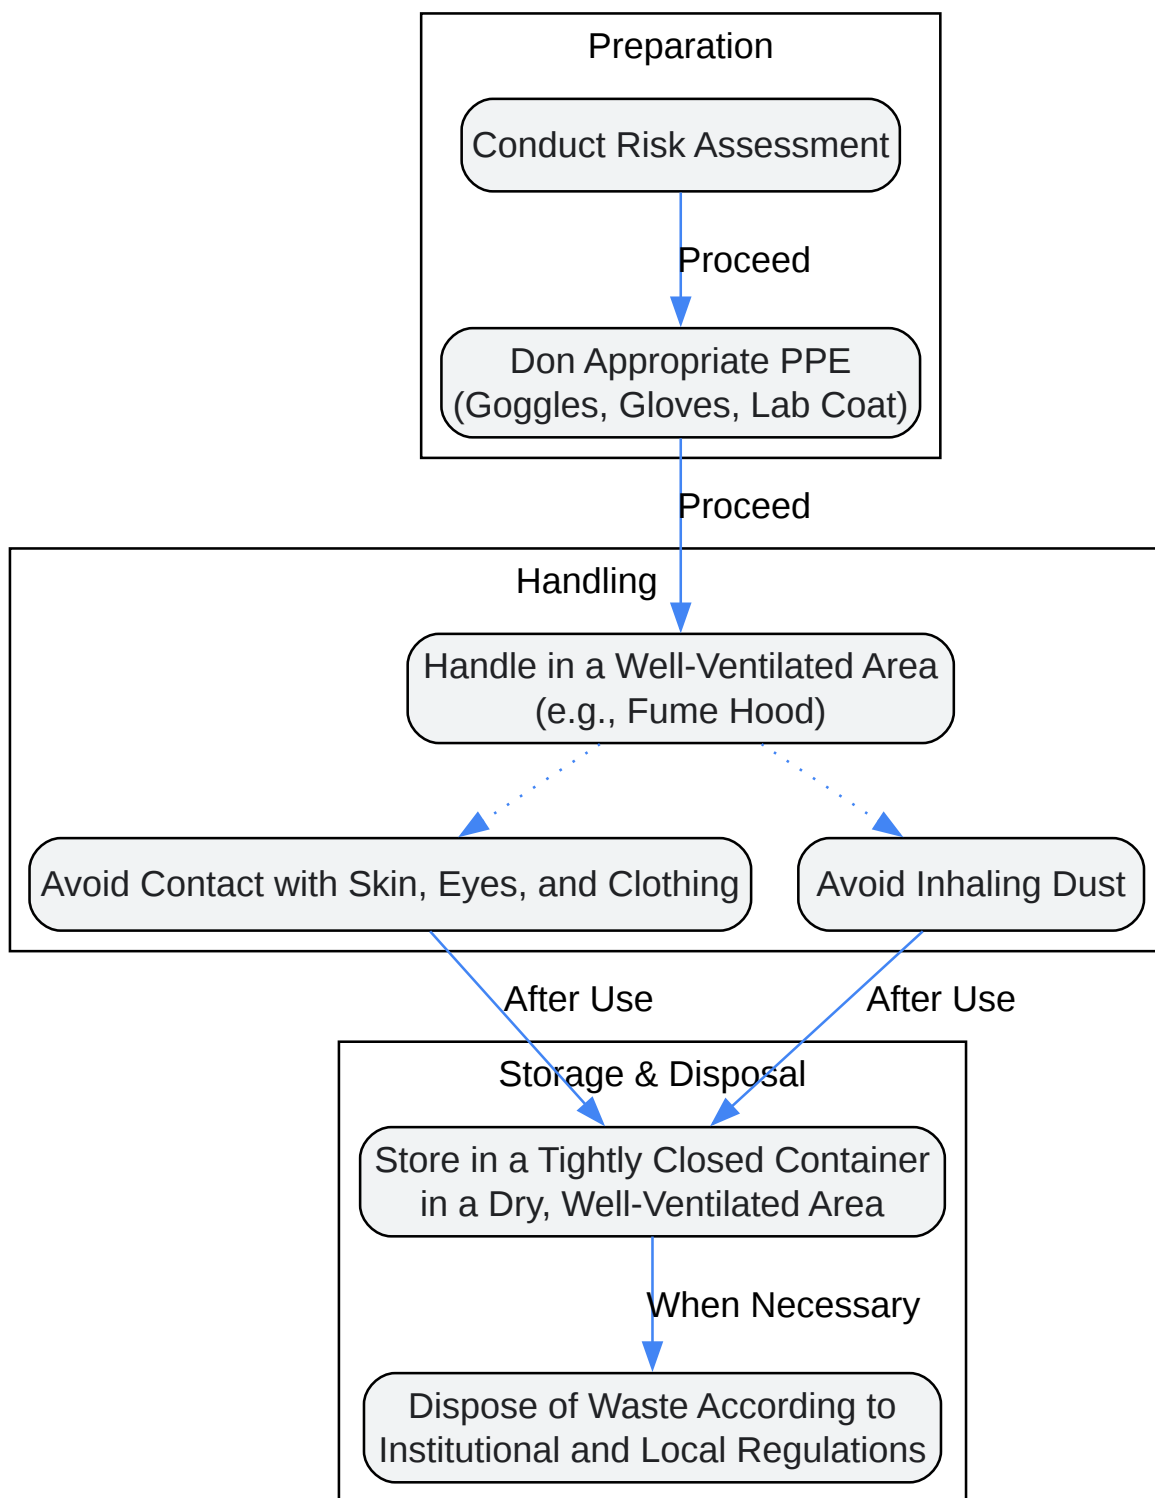 Preparation
Conduct Risk Assessment
Proceed
Don Appropriate PPE
(Goggles, Gloves, Lab Coat)
Proceed
Handling
Handle in a Well-Ventilated Area
(e.g., Fume Hood)
Avoid Contact with Skin, Eyes, and Clothing
Avoid Inhaling Dust
After Use
After Use
Storage & Disposal
Store in a Tightly Closed Container
in a Dry, Well-Ventilated Area
When Necessary
Dispose of Waste According to
Institutional and Local Regulations